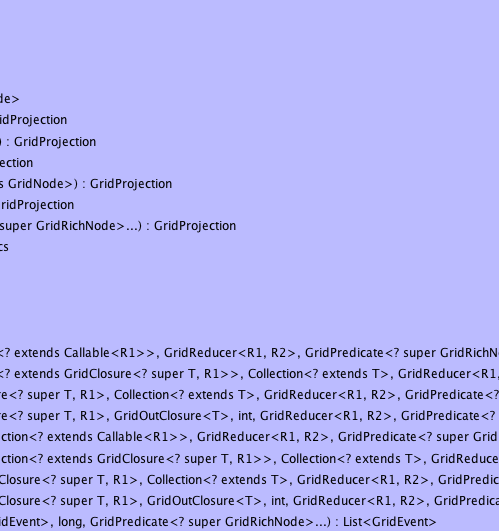 de>
idProjection
) : GridProjection
ection
s GridNode>) : GridProjection
ridProjection
super GridRichNode>...) : GridProjection
cs
<? extends Callable<R1>>, GridReducer<R1, R2>, GridPredicate<? super GridRichN
<? extends GridClosure<? super T, R1>>, Collection<? extends T>, GridReducer<R1,
e<? super T, R1>, Collection<? extends T>, GridReducer<R1, R2>, GridPredicate<?
e<? super T, R1>, GridOutClosure<T>, int, GridReducer<R1, R2>, GridPredicate<?
ction<? extends Callable<R1>>, GridReducer<R1, R2>, GridPredicate<? super Grid
ction<? extends GridClosure<? super T, R1>>, Collection<? extends T>, GridReduce
Closure<? super T, R1>, Collection<? extends T>, GridReducer<R1, R2>, GridPredic
Closure<? super T, R1>, GridOutClosure<T>, int, GridReducer<R1, R2>, GridPredica
idEvent>, long, GridPredicate<? super GridRichNode>...) : List<GridEvent>